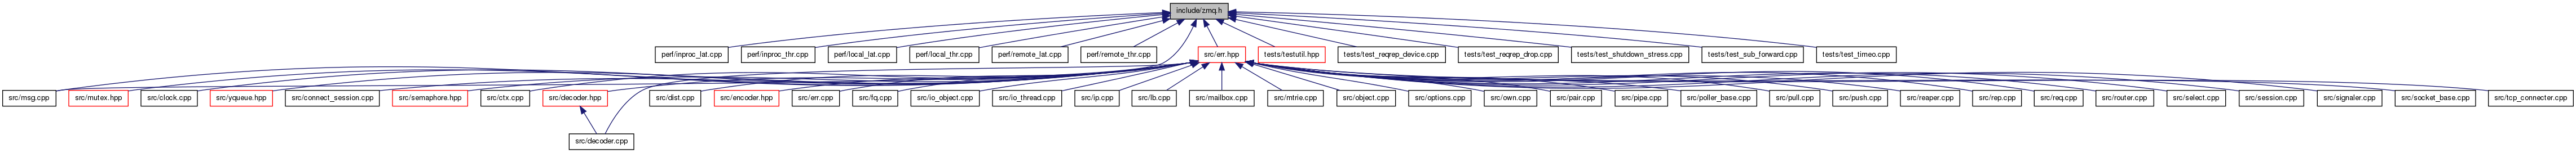 include/zmq.h
perf/inproc_lat.cpp
perf/inproc_thr.cpp
perf/local_lat.cpp
perf/local_thr.cpp
perf/remote_lat.cpp
perf/remote_thr.cpp
src/err.hpp
tests/testutil.hpp
tests/test_reqrep_device.cpp
tests/test_reqrep_drop.cpp
tests/test_shutdown_stress.cpp
tests/test_sub_forward.cpp
tests/test_timeo.cpp
src/msg.cpp
src/mutex.hpp
src/clock.cpp
src/yqueue.hpp
src/connect_session.cpp
src/semaphore.hpp
src/ctx.cpp
src/decoder.hpp
src/dist.cpp
src/encoder.hpp
src/err.cpp
src/fq.cpp
src/io_object.cpp
src/io_thread.cpp
src/ip.cpp
src/lb.cpp
src/mailbox.cpp
src/mtrie.cpp
src/object.cpp
src/options.cpp
src/own.cpp
src/pair.cpp
src/pipe.cpp
src/poller_base.cpp
src/pull.cpp
src/push.cpp
src/reaper.cpp
src/rep.cpp
src/req.cpp
src/router.cpp
src/select.cpp
src/session.cpp
src/signaler.cpp
src/socket_base.cpp
src/tcp_connecter.cpp
src/decoder.cpp